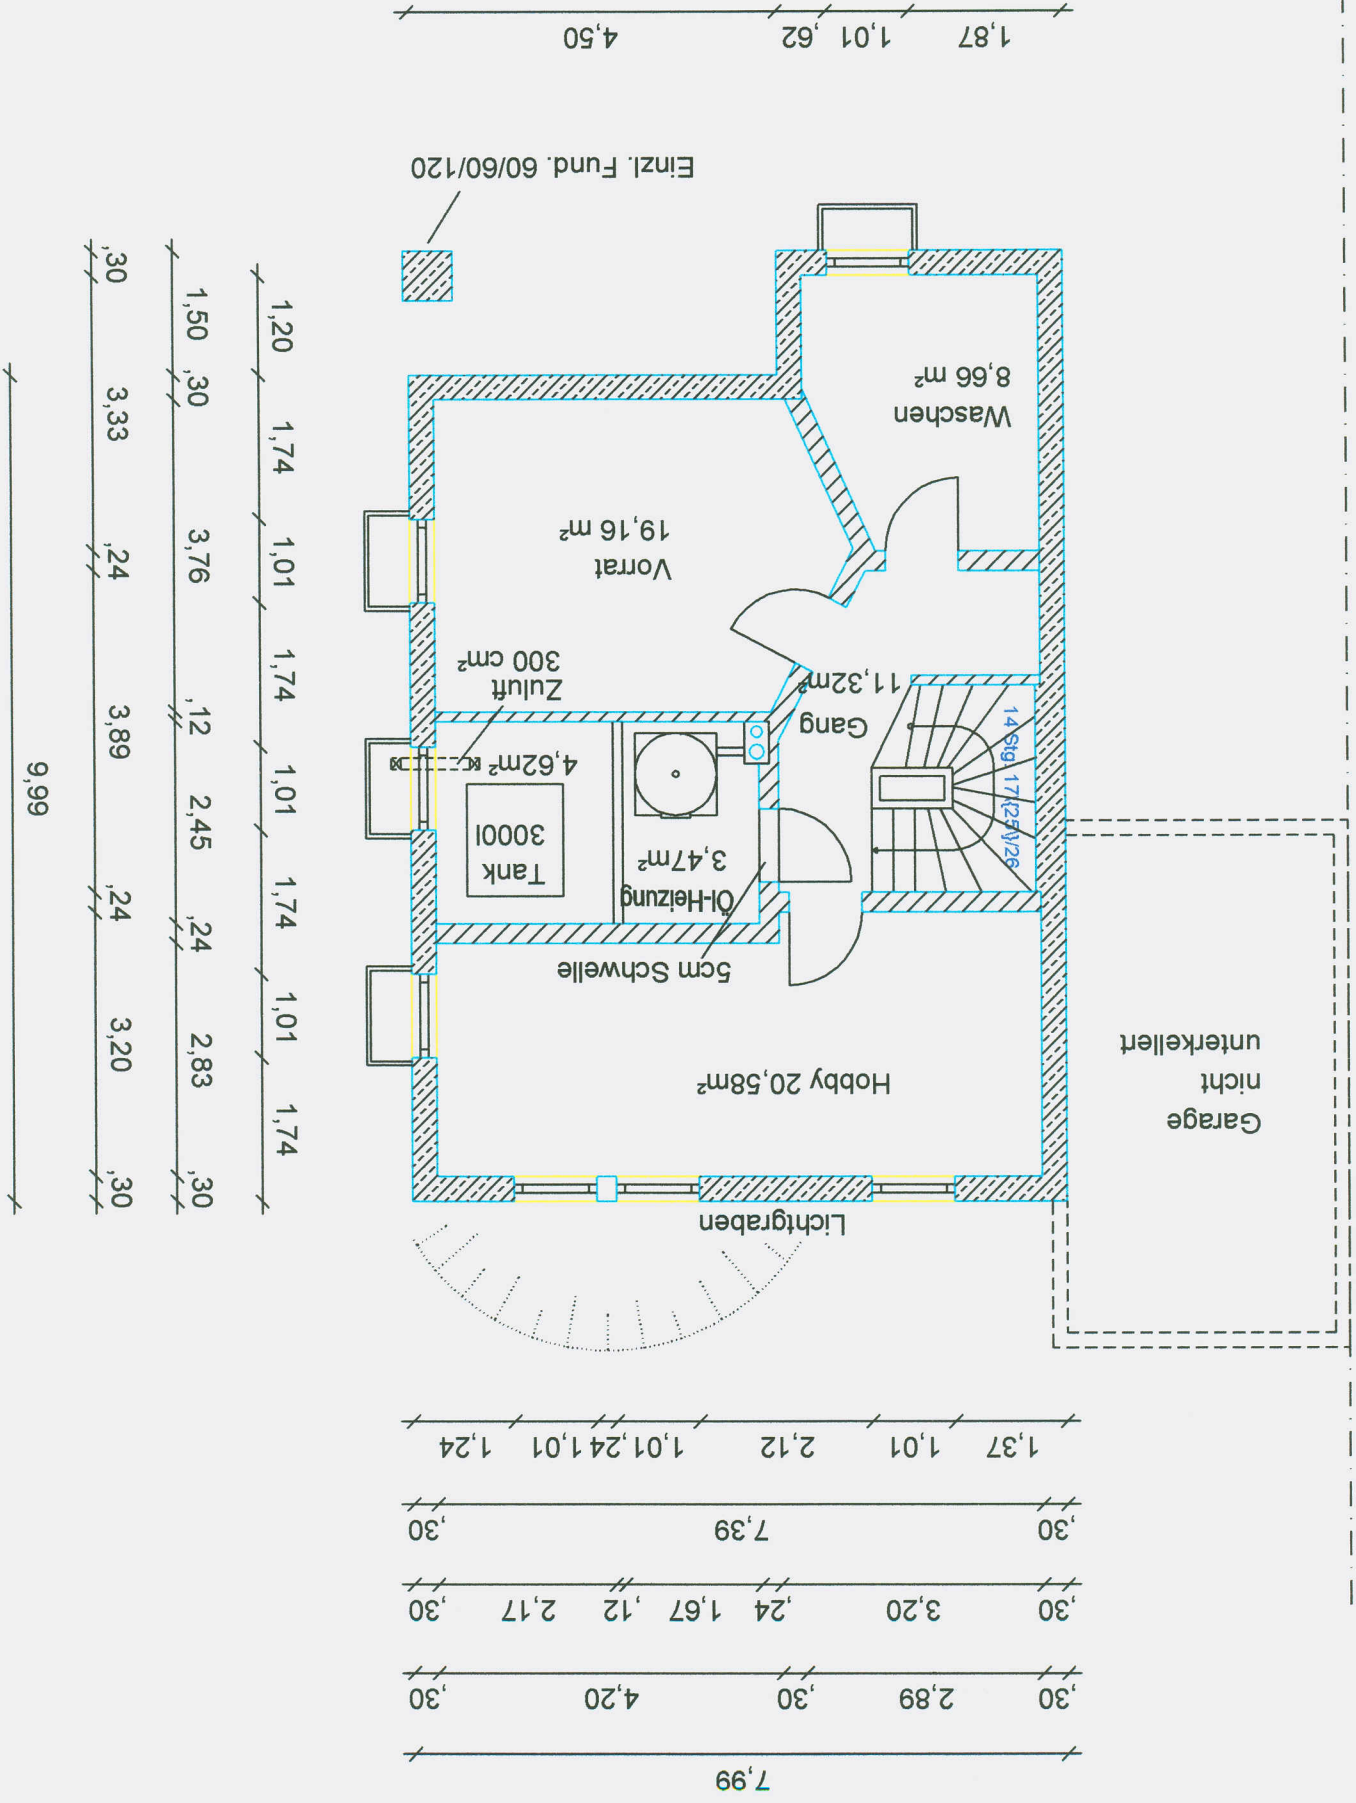 7,99
,30 2,89 ,30 4,20 ,30
,30 3,20 ,24 1,67 ,12 2,17 ,30
,30 7,39 ,30
1,37 1,01 2,12 1,01 ,24 1,01 1,24
Lichtgraben
Garage
nicht
unterkellert
Hobby 20,58m²
5cm Schwelle
Öl-Heizung
3,47m²
Tank
3000l
4,62m²
Zuluft
300 cm²
Gang
11,32m²
Vorrat
19,16 m²
Waschen
8,66 m²
Einzl. Fund. 60/60/120
1,87 1,01 ,62 4,50
14 Stg.
1,20 1,74 1,01 1,74 1,01 1,74 1,01 1,74
1,50 ,30 3,76 ,12 2,45 ,24 2,83 ,30
,30 3,33 ,24 3,89 ,24 3,20 ,30
9,99